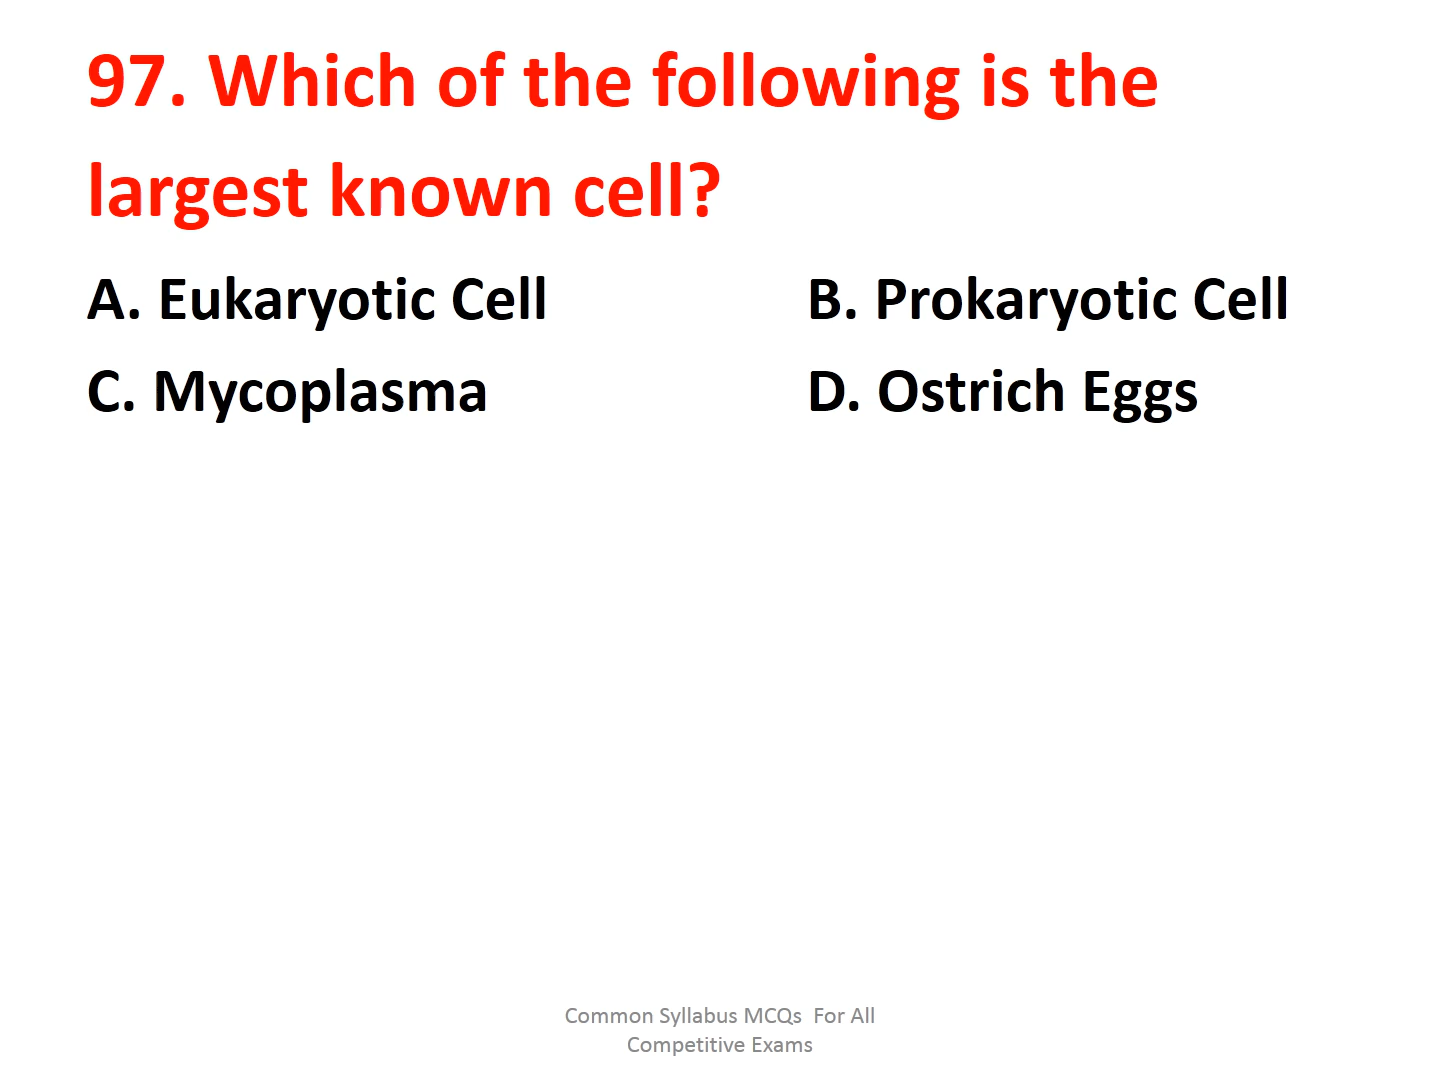 97. Which of the following is the
largest known cell?
A. Eukaryotic Cell B. Prokaryotic Cell
C. Mycoplasma D. Ostrich Eggs
Common Syllabus MCQs For All
Competitive Exams